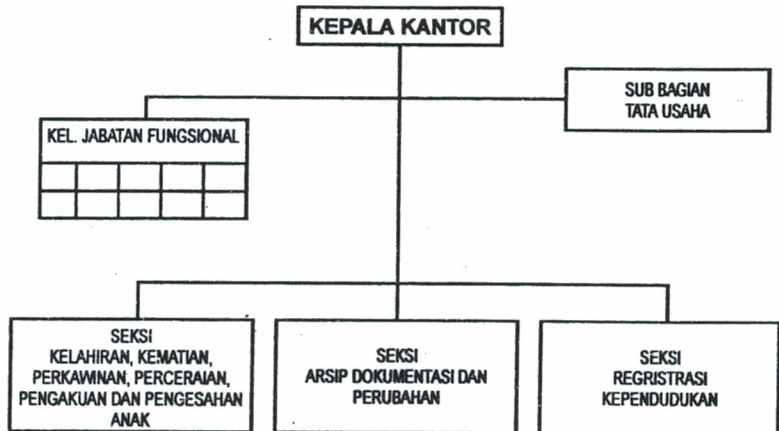 KEPALA KANTOR
SUB BAGIAN
TATA USAHA
KEL. JABATAN FUNGSIONAL
SEKSI
KELAHIRAN, KEMATIAN,
PERKAWINAN, PERCERAIAN,
PENGAKUAN DAN PENGESAHAN
ANAK
SEKSI
ARSIP DOKUMENTASI DAN
PERUBAHAN
SEKSI
REGRISTRASI
KEPENDUDUKAN